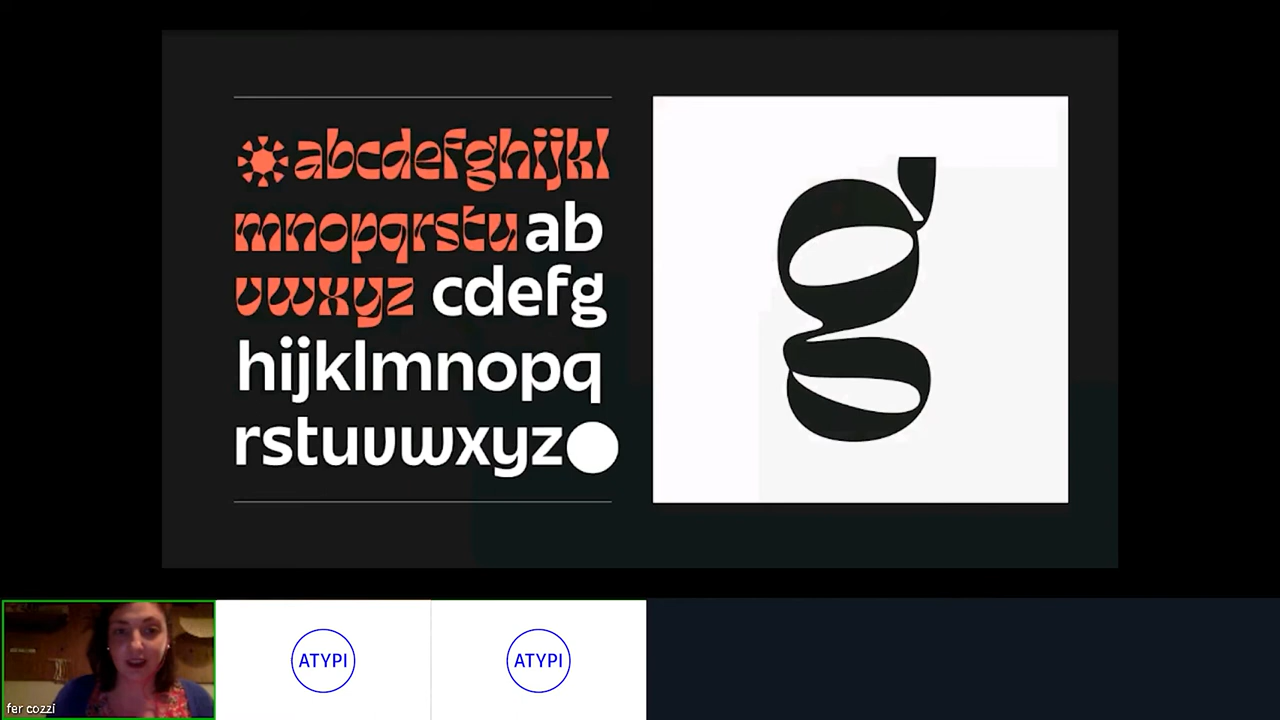 abcdefghijkl
mnopqrstu ab
vwxyz cdefg
hijklmnopq
rstuvwxyz
g
fer cozzi
ATYPI
ATYPI